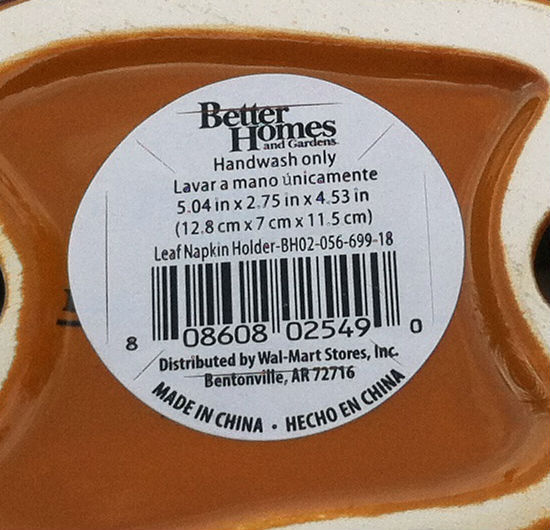 Better
Homes
and Gardens
Handwash only
Lavar a mano únicamente
5.04 in x 2.75 in x 4.53 in
(12.8 cm x 7 cm x 11.5 cm)
Leaf Napkin Holder-BH02-056-699-18
8 08608 02549 0
Distributed by Wal-Mart Stores, Inc.
Bentonville, AR 72716
MADE IN CHINA • HECHO EN CHINA